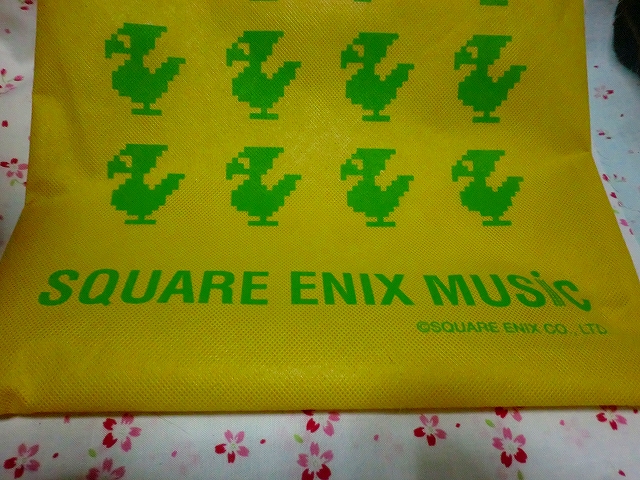 SQUARE ENIX MUSiC
©SQUARE ENIX CO., LTD.